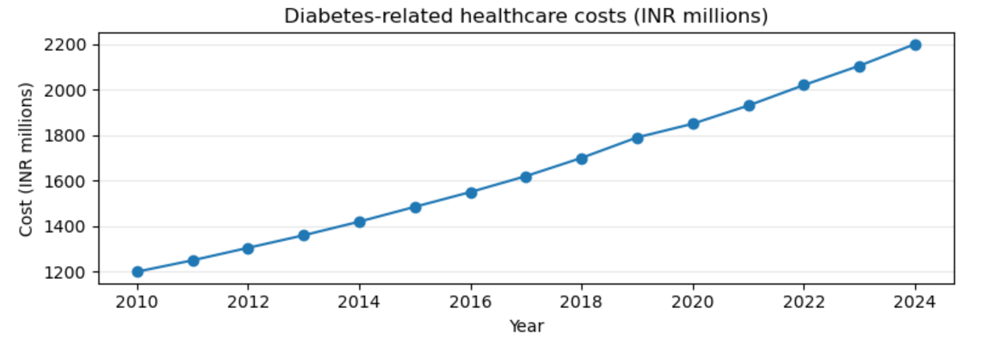 Diabetes-related healthcare costs (INR millions)
Cost (INR millions)
2200
2000
1800
1600
1400
1200
2010 2012 2014 2016 2018 2020 2022 2024
Year